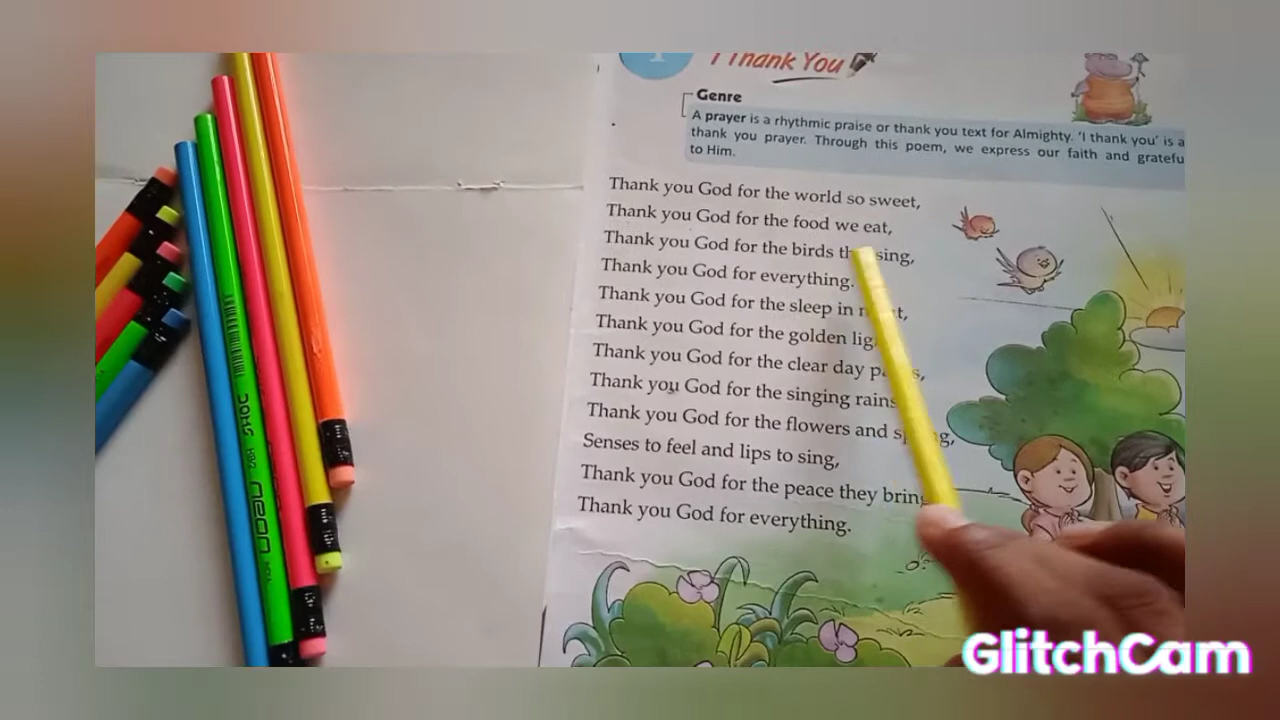 I Thank You
Genre
A prayer is a rhythmic praise or thank you text for Almighty. 'I thank you' is a
thank you prayer. Through this poem, we express our faith and gratefu
to Him.
Thank you God for the world so sweet,
Thank you God for the food we eat,
Thank you God for the birds sing,
Thank you God for everything.
Thank you God for the sleep in
Thank you God for the golden
Thank you God for the clear day
Thank you God for the singing rains
Thank you God for the flowers and
Senses to feel and lips to sing,
Thank you God for the peace they bring
Thank you God for everything.
DOMS HB/2 neon
GlitchCam